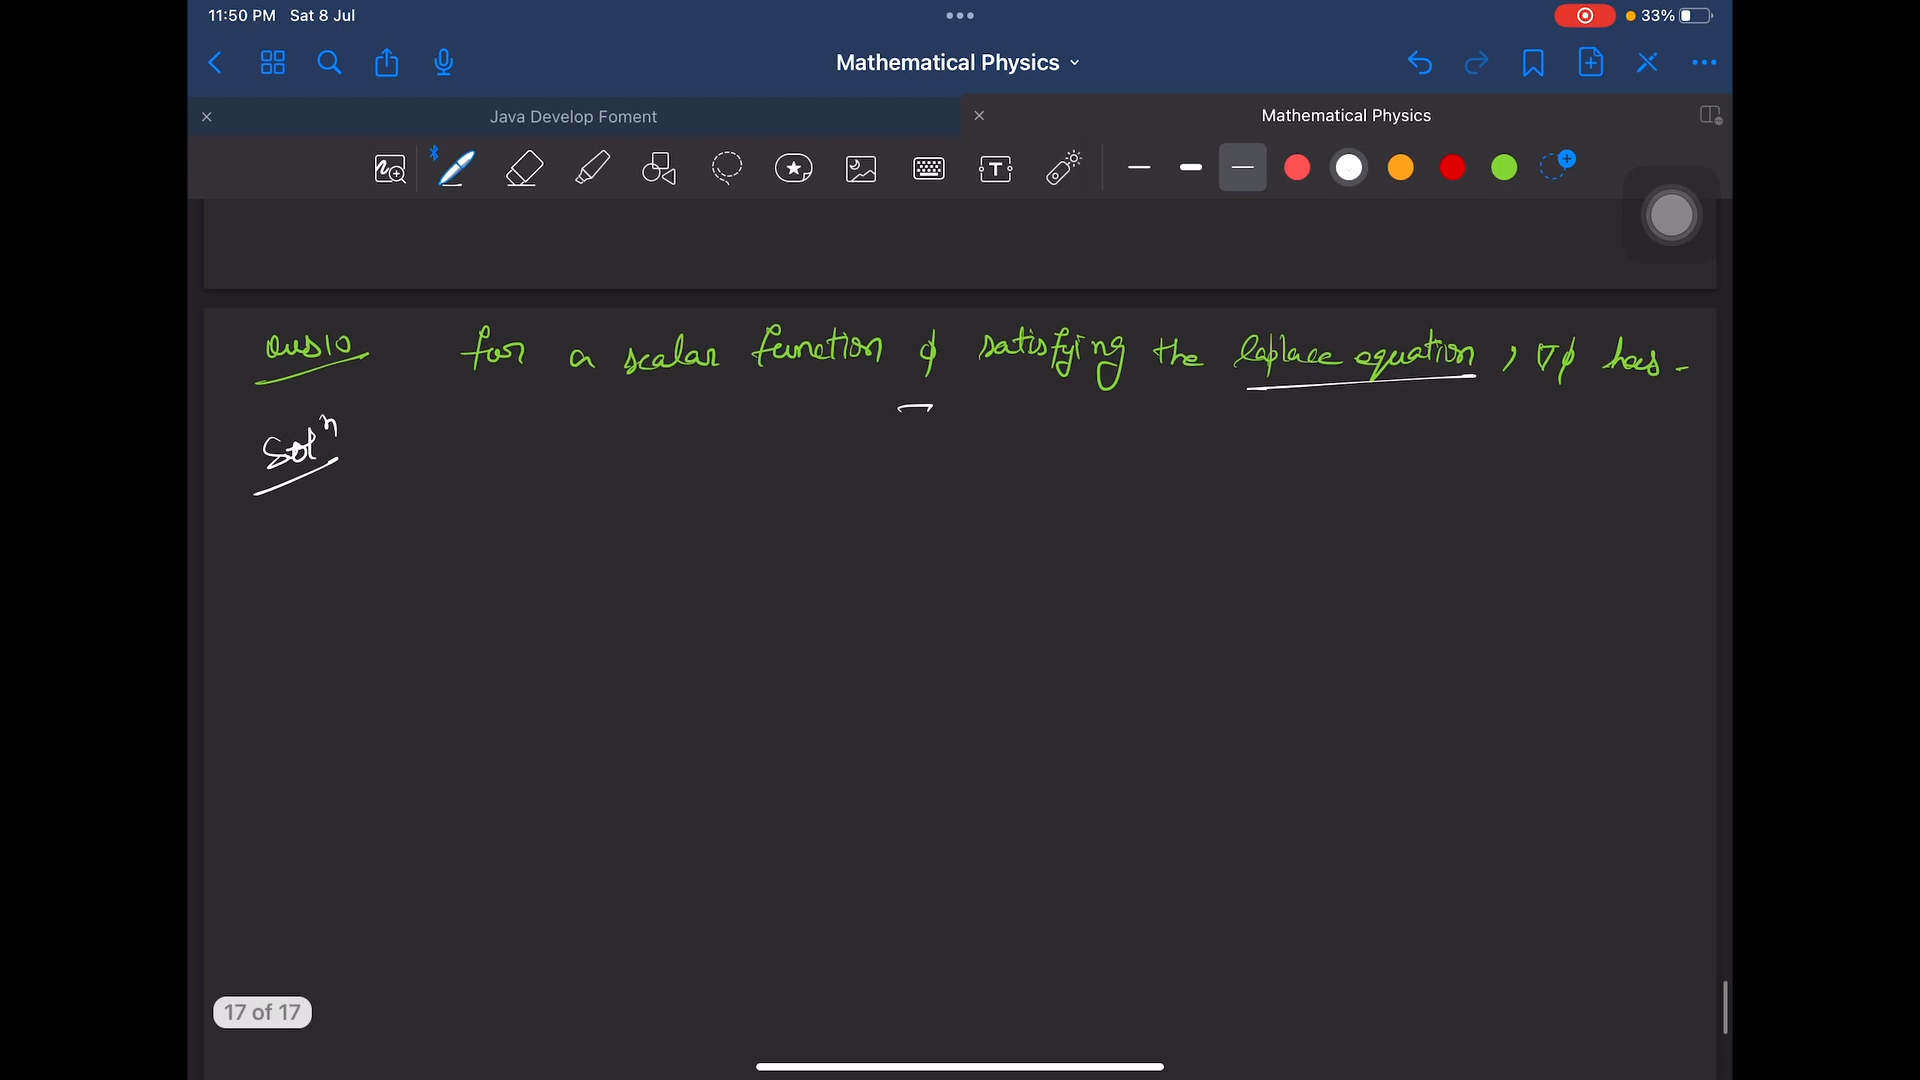 11:50 PM Sat 8 Jul
33%
Mathematical Physics
Java Develop Foment
Mathematical Physics
T
Qus10 for a scalar function ϕ satisfying the laplace equation, ∇ϕ has -
Solⁿ
17 of 17